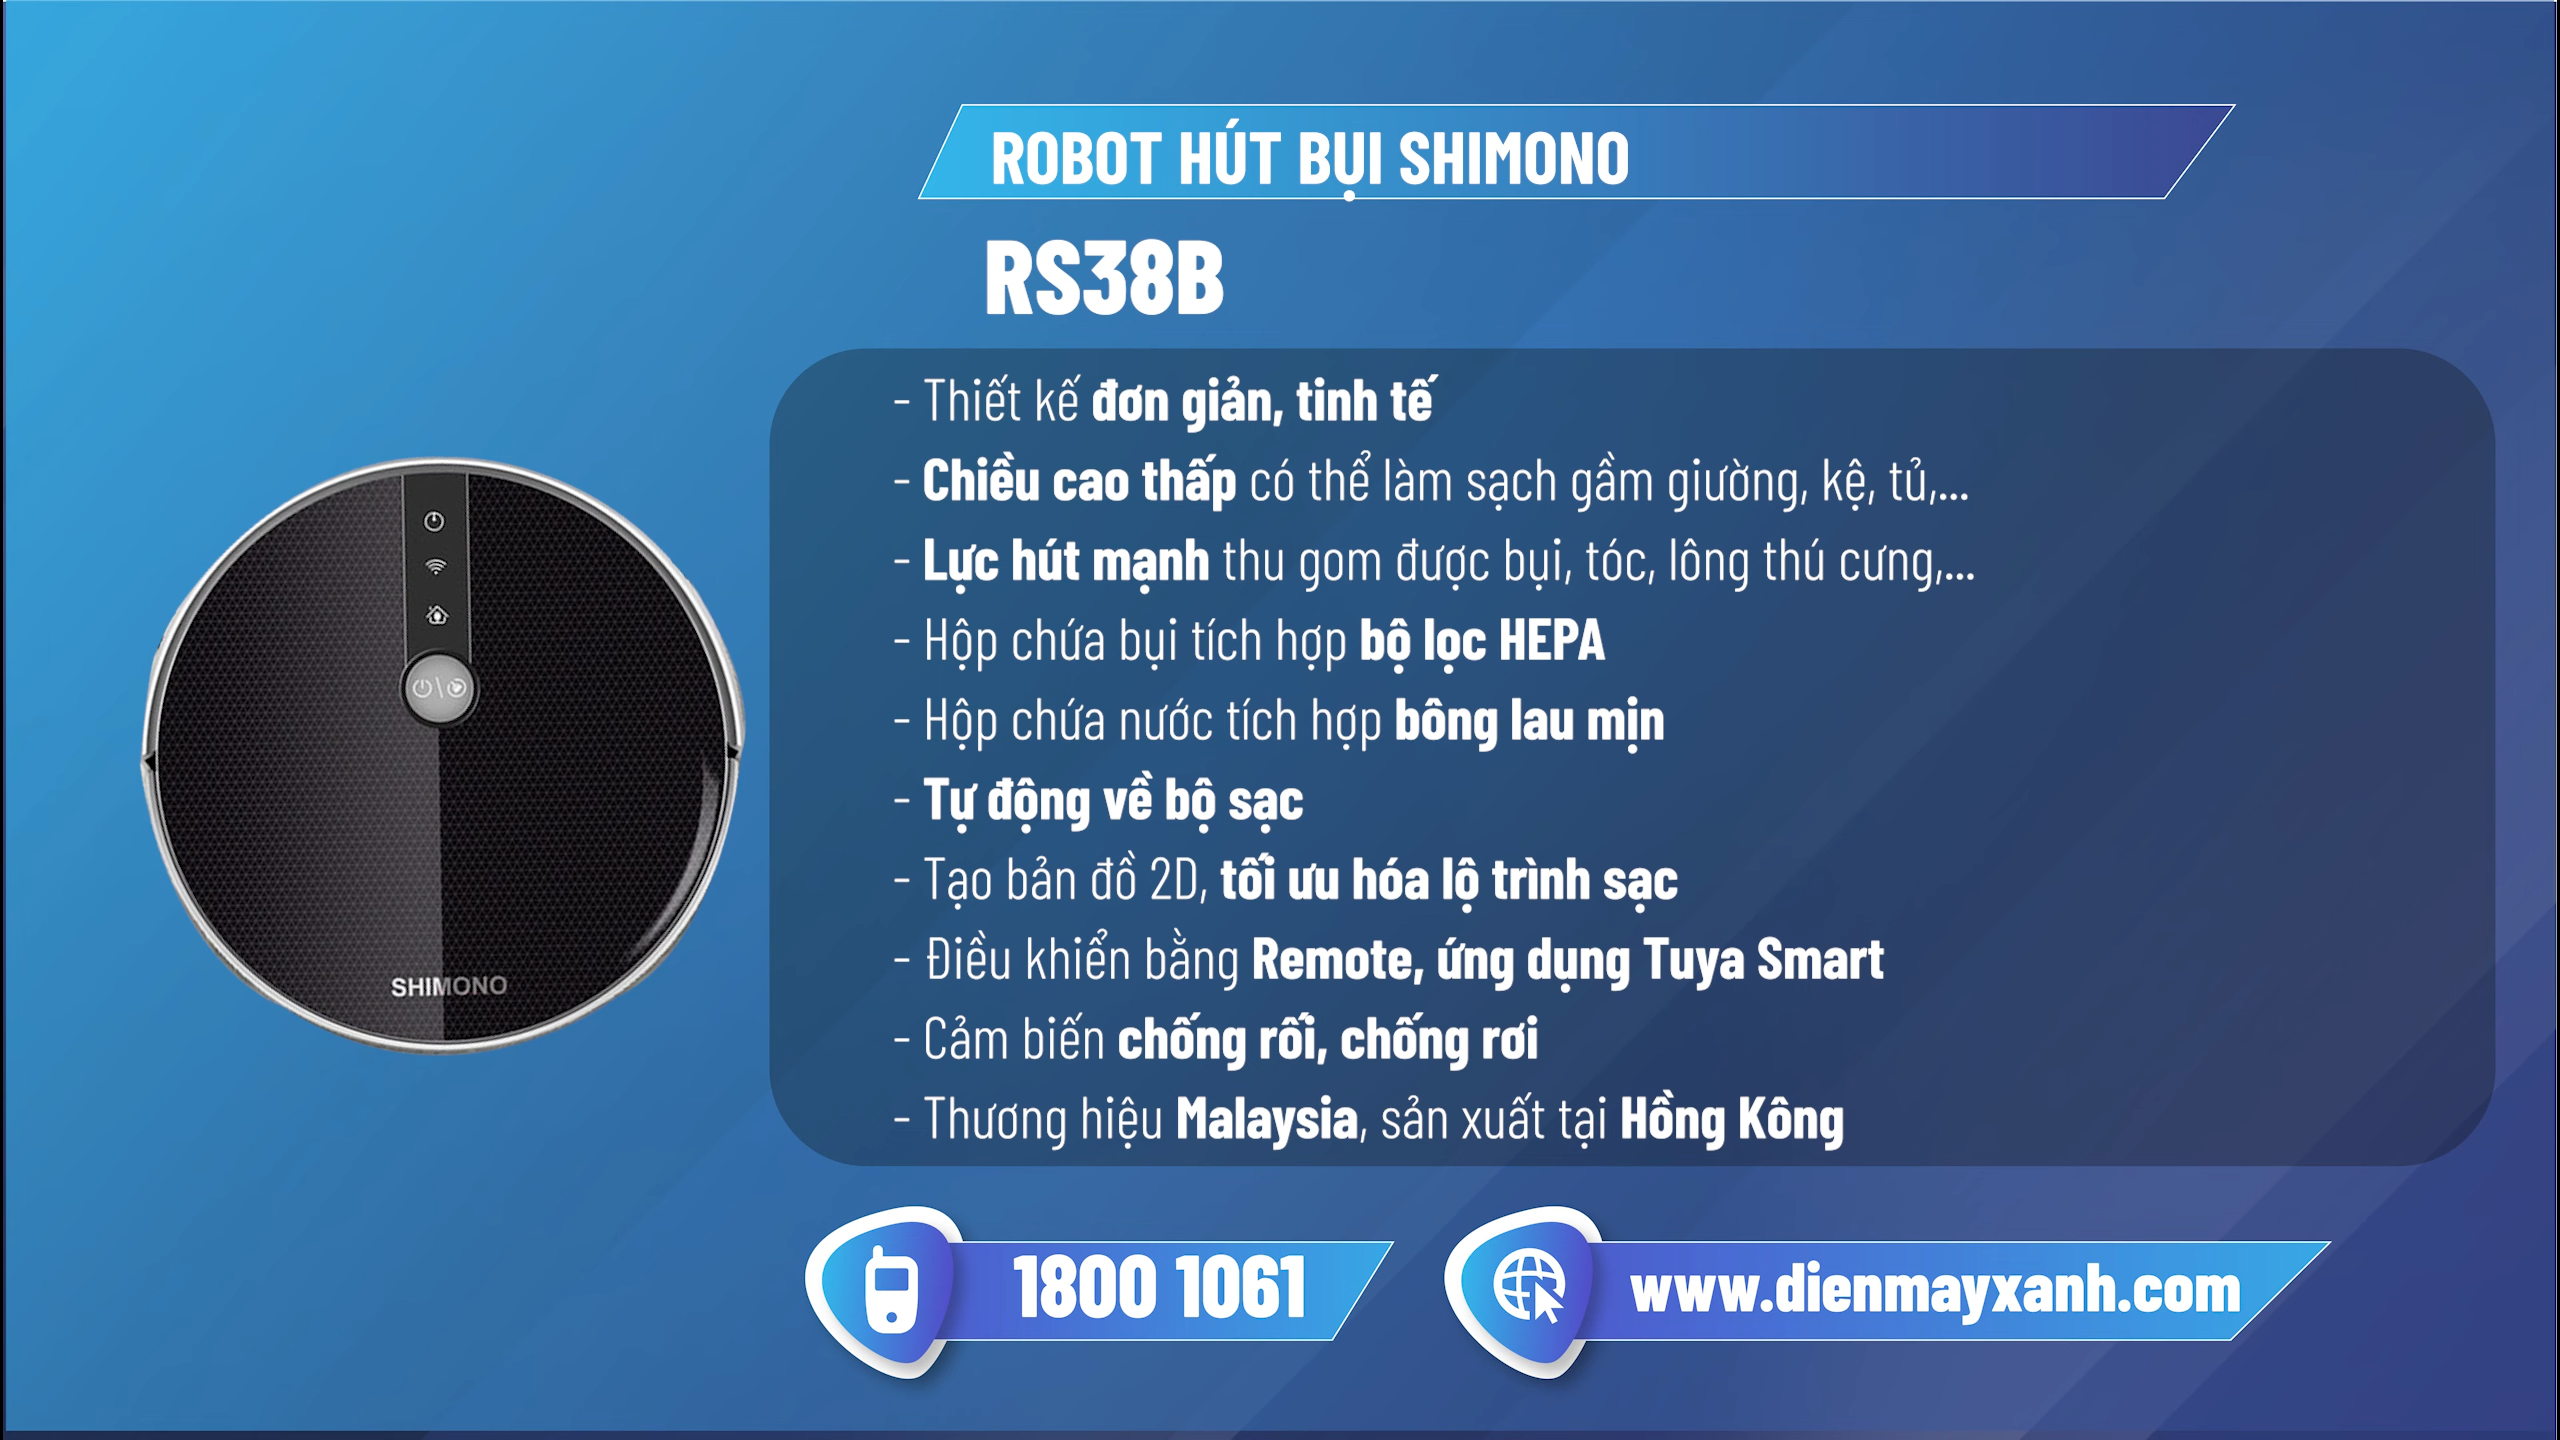 ROBOT HÚT BỤI SHIMONO
RS38B
- Thiết kế đơn giản, tinh tế
- Chiều cao thấp có thể làm sạch gầm giường, kệ, tủ,...
- Lực hút mạnh thu gom được bụi, tóc, lông thú cưng,...
- Hộp chứa bụi tích hợp bộ lọc HEPA
- Hộp chứa nước tích hợp bông lau mịn
- Tự động về bộ sạc
- Tạo bản đồ 2D, tối ưu hóa lộ trình sạc
- Điều khiển bằng Remote, ứng dụng Tuya Smart
- Cảm biến chống rối, chống rơi
- Thương hiệu Malaysia, sản xuất tại Hồng Kông
SHIMONO
1800 1061
www.dienmayxanh.com